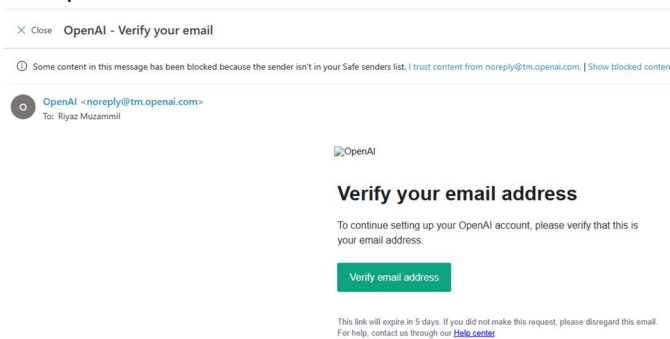 Close OpenAI - Verify your email
Some content in this message has been blocked because the sender isn't in your Safe senders list. I trust content from noreply@tm.openai.com. | Show blocked conten
O
OpenAI <noreply@tm.openai.com>
To: Riyaz Muzammil
OpenAI
Verify your email address
To continue setting up your OpenAI account, please verify that this is
your email address.
Verify email address
This link will expire in 5 days. If you did not make this request, please disregard this email.
For help, contact us through our Help center.